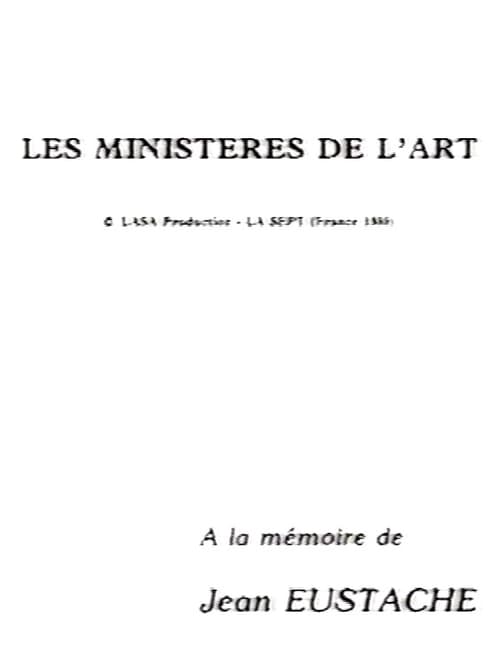 LES MINISTERES DE L'ART
© LASA Production - LA SEPT (France
A la mémoire de
Jean EUSTACHE